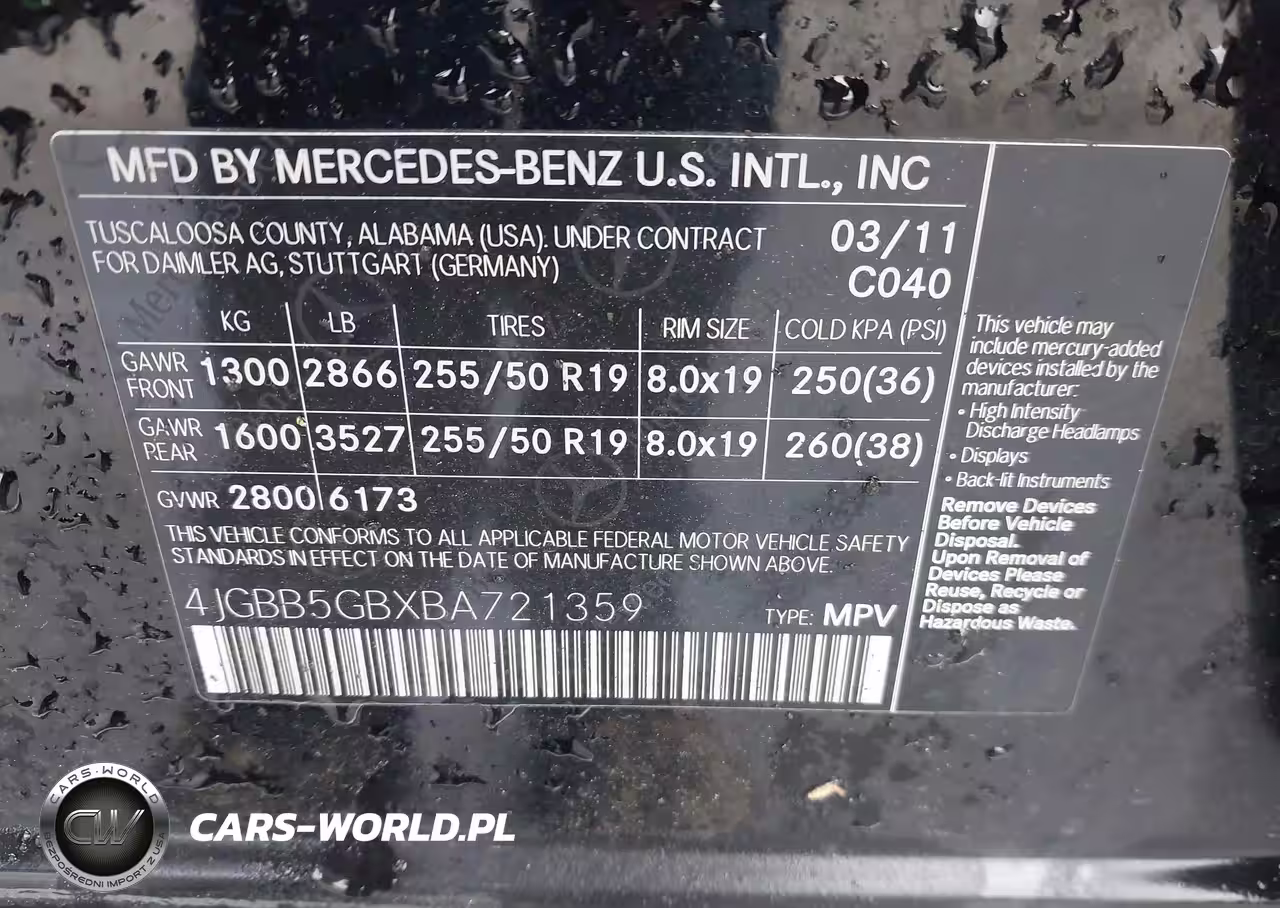 MFD BY MERCEDES-BENZ U.S. INTL., INC
TUSCALOOSA COUNTY, ALABAMA (USA). UNDER CONTRACT
FOR DAIMLER AG, STUTTGART (GERMANY)
03/11
C040
KG LB TIRES RIM SIZE COLD KPA (PSI)
GAWR FRONT 1300 2866 255/50 R19 8.0x19 250(36)
GAWR REAR 1600 3527 255/50 R19 8.0x19 260(38)
GVWR 2800 6173
THIS VEHICLE CONFORMS TO ALL APPLICABLE FEDERAL MOTOR VEHICLE SAFETY
STANDARDS IN EFFECT ON THE DATE OF MANUFACTURE SHOWN ABOVE.
4JGBB5GBXBA721359 TYPE: MPV
This vehicle may
include mercury-added
devices installed by the
manufacturer:
• High Intensity
Discharge Headlamps
• Displays
• Back-lit Instruments
Remove Devices
Before Vehicle
Disposal.
Upon Removal of
Devices Please
Reuse, Recycle or
Dispose as
Hazardous Waste.
CARS-WORLD
CW
BEZPOŚREDNI IMPORT Z USA
CARS-WORLD.PL